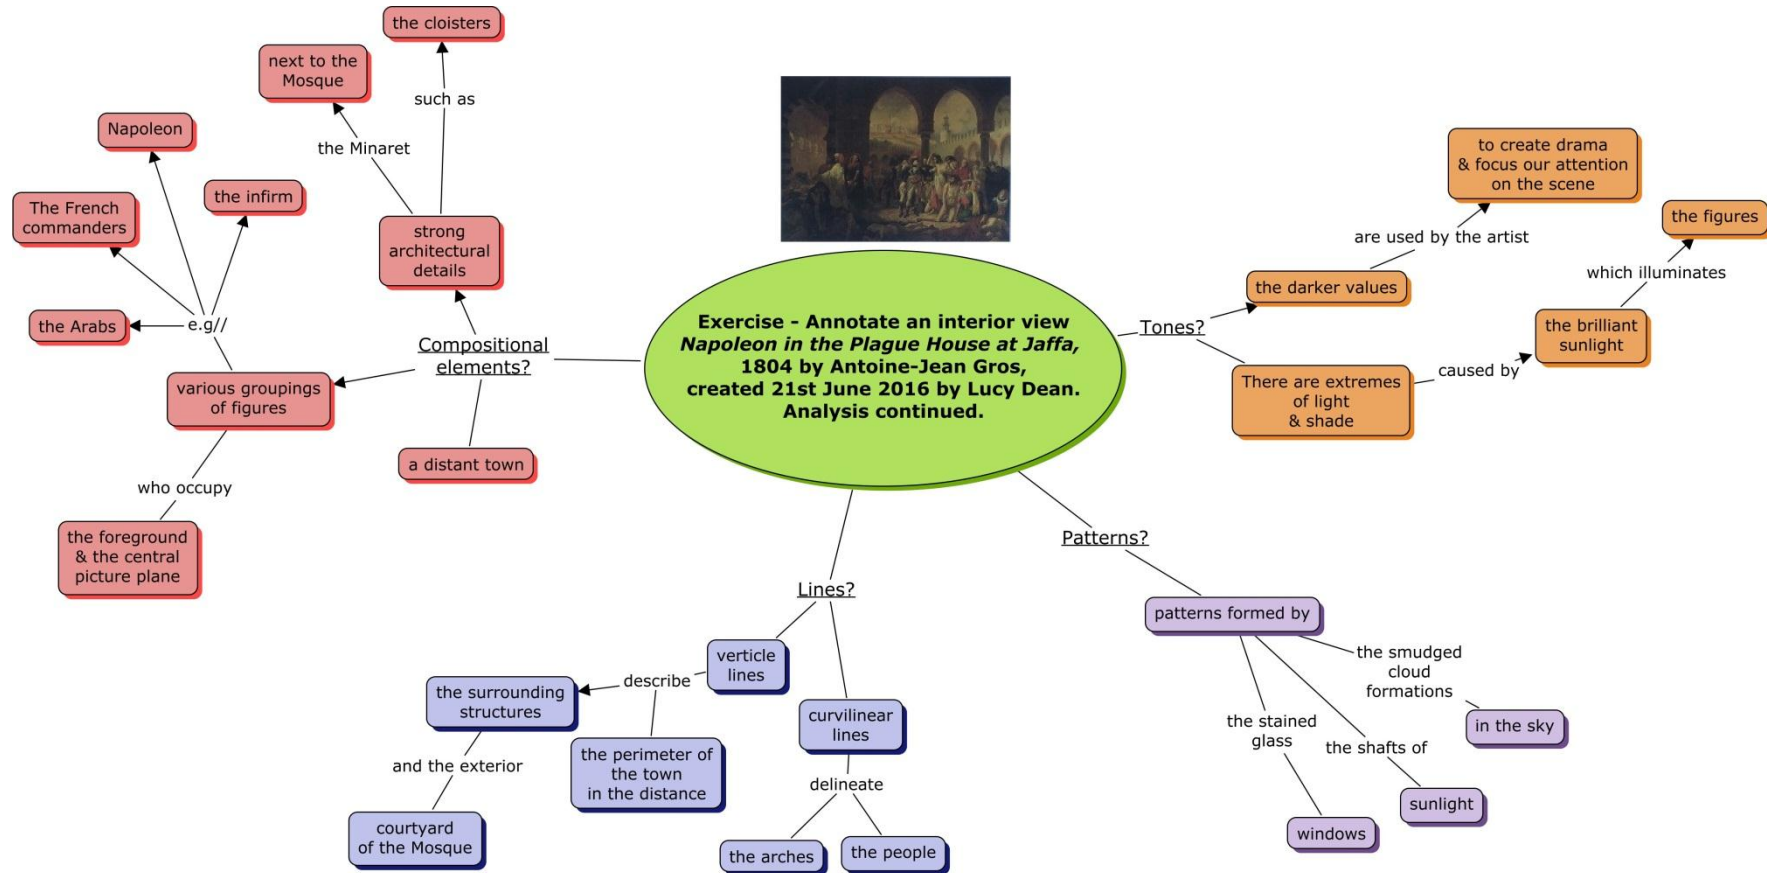 the cloisters
next to the
Mosque
such as
Napoleon
the Minaret
the infirm
The French
commanders
strong
architectural
details
the Arabs
e.g//
Compositional
elements?
various groupings
of figures
a distant town
who occupy
the foreground
& the central
picture plane
Exercise - Annotate an interior view
Napoleon in the Plague House at Jaffa,
1804 by Antoine-Jean Gros,
created 21st June 2016 by Lucy Dean.
Analysis continued.
to create drama
& focus our attention
on the scene
the figures
are used by the artist
which illuminates
the darker values
Tones?
the brilliant
sunlight
There are extremes
of light
& shade
caused by
Patterns?
patterns formed by
the smudged
cloud
formations
in the sky
the stained
glass
the shafts of
sunlight
windows
Lines?
verticle
lines
describe
the surrounding
structures
curvilinear
lines
and the exterior
the perimeter of
the town
in the distance
delineate
courtyard
of the Mosque
the arches
the people